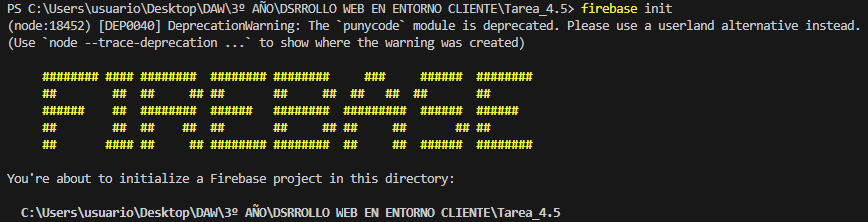 PS C:\Users\usuario\Desktop\DAW\3º AÑO\DSRROLLO WEB EN ENTORNO CLIENTE\Tarea_4.5> firebase init
(node:18452) [DEP0040] DeprecationWarning: The `punycode` module is deprecated. Please use a userland alternative instead.
(Use `node --trace-deprecation ...` to show where the warning was created)
FIREBASE
You're about to initialize a Firebase project in this directory:
C:\Users\usuario\Desktop\DAW\3º AÑO\DSRROLLO WEB EN ENTORNO CLIENTE\Tarea_4.5